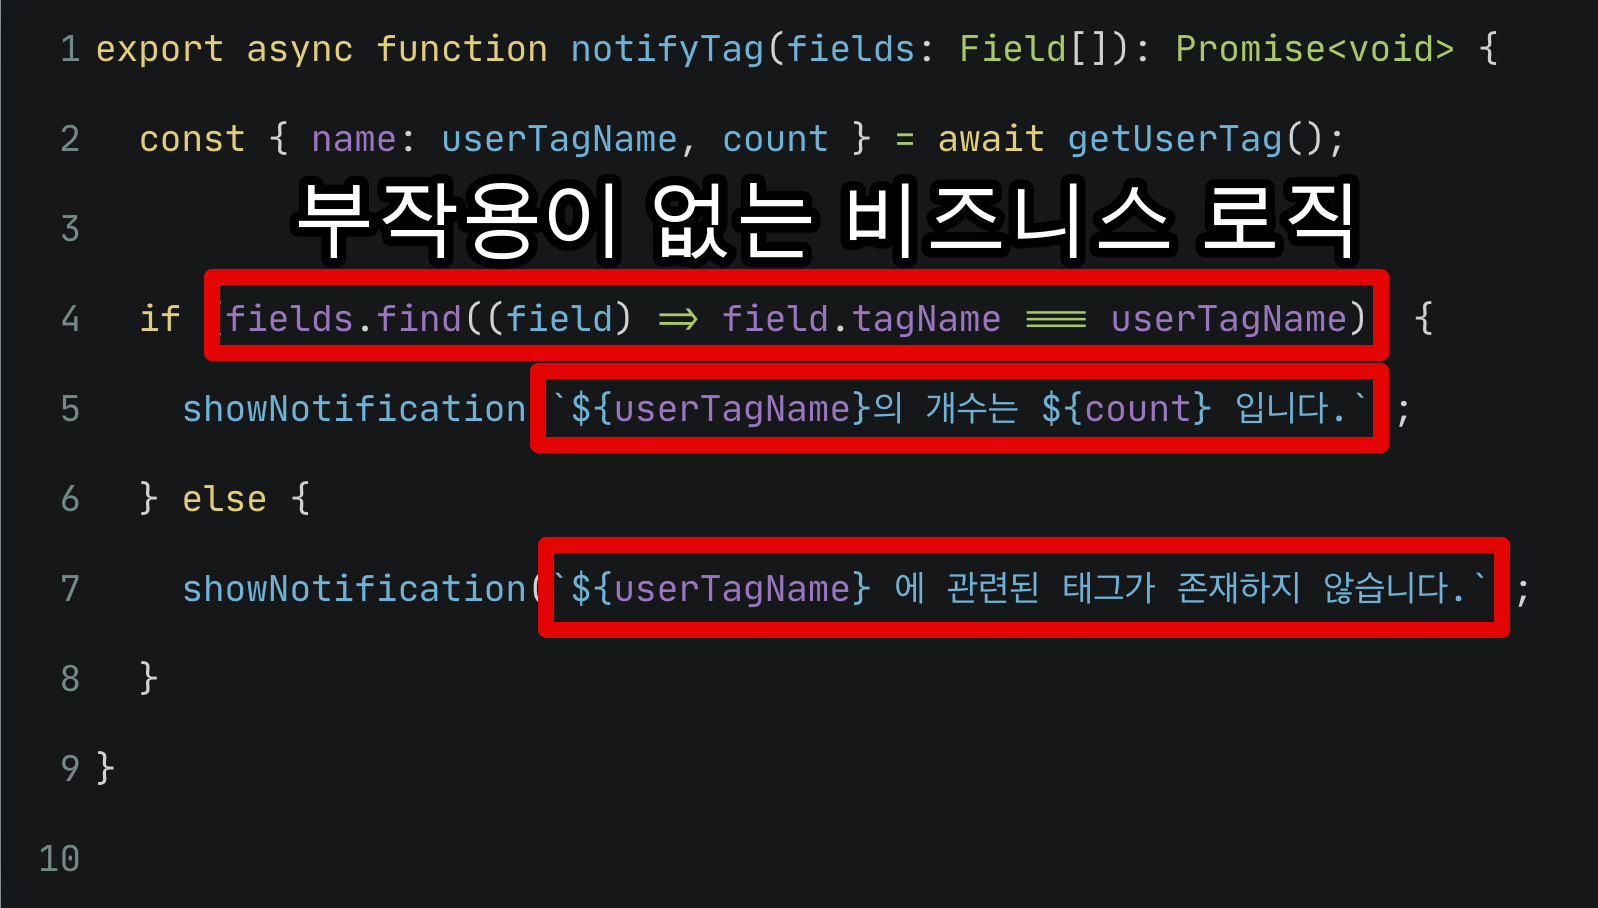 1 export async function notifyTag(fields: Field[]): Promise<void> {
2 const { name: userTagName, count } = await getUserTag();
부작용이 없는 비즈니스 로직
3
4 if (fields.find((field) => field.tagName === userTagName) {
5 showNotification `${userTagName}의 개수는 ${count} 입니다.` ;
6 } else {
7 showNotification(`${userTagName} 에 관련된 태그가 존재하지 않습니다.` ;
8 }
9 }
10